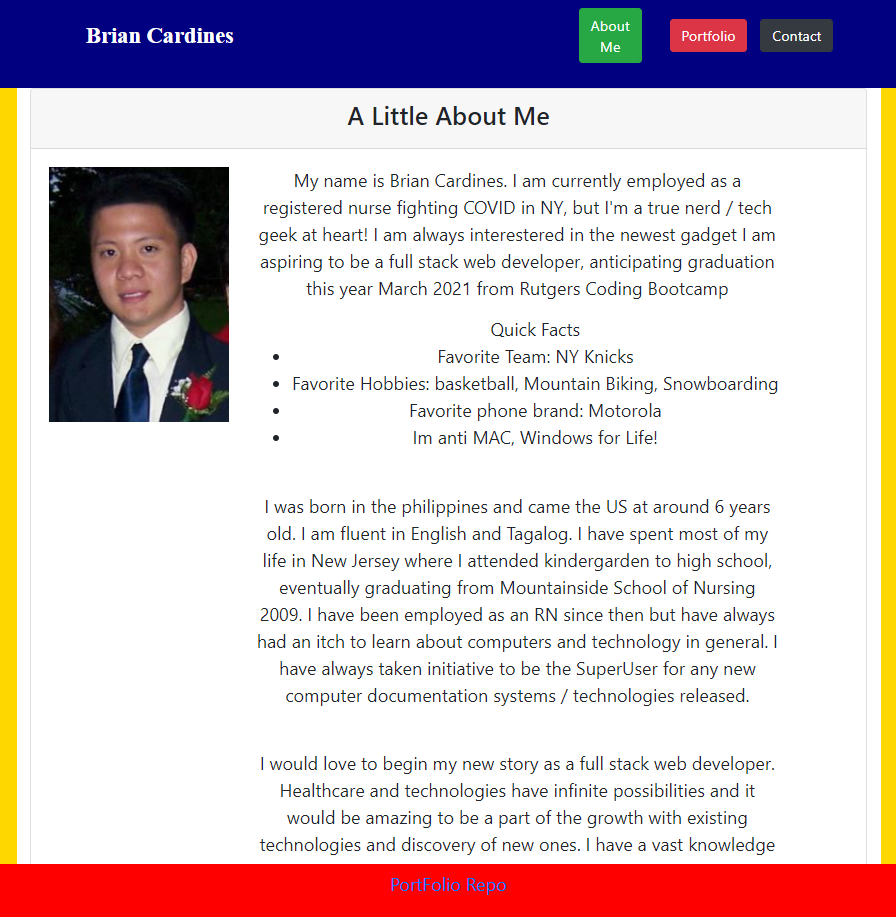 Brian Cardines
About
Me
Portfolio
Contact
A Little About Me
My name is Brian Cardines. I am currently employed as a
registered nurse fighting COVID in NY, but I'm a true nerd / tech
geek at heart! I am always interestered in the newest gadget I am
aspiring to be a full stack web developer, anticipating graduation
this year March 2021 from Rutgers Coding Bootcamp
Quick Facts
• Favorite Team: NY Knicks
• Favorite Hobbies: basketball, Mountain Biking, Snowboarding
• Favorite phone brand: Motorola
• Im anti MAC, Windows for Life!
I was born in the philippines and came the US at around 6 years
old. I am fluent in English and Tagalog. I have spent most of my
life in New Jersey where I attended kindergarden to high school,
eventually graduating from Mountainside School of Nursing
2009. I have been employed as an RN since then but have always
had an itch to learn about computers and technology in general. I
have always taken initiative to be the SuperUser for any new
computer documentation systems / technologies released.
I would love to begin my new story as a full stack web developer.
Healthcare and technologies have infinite possibilities and it
would be amazing to be a part of the growth with existing
technologies and discovery of new ones. I have a vast knowledge
PortFolio Repo